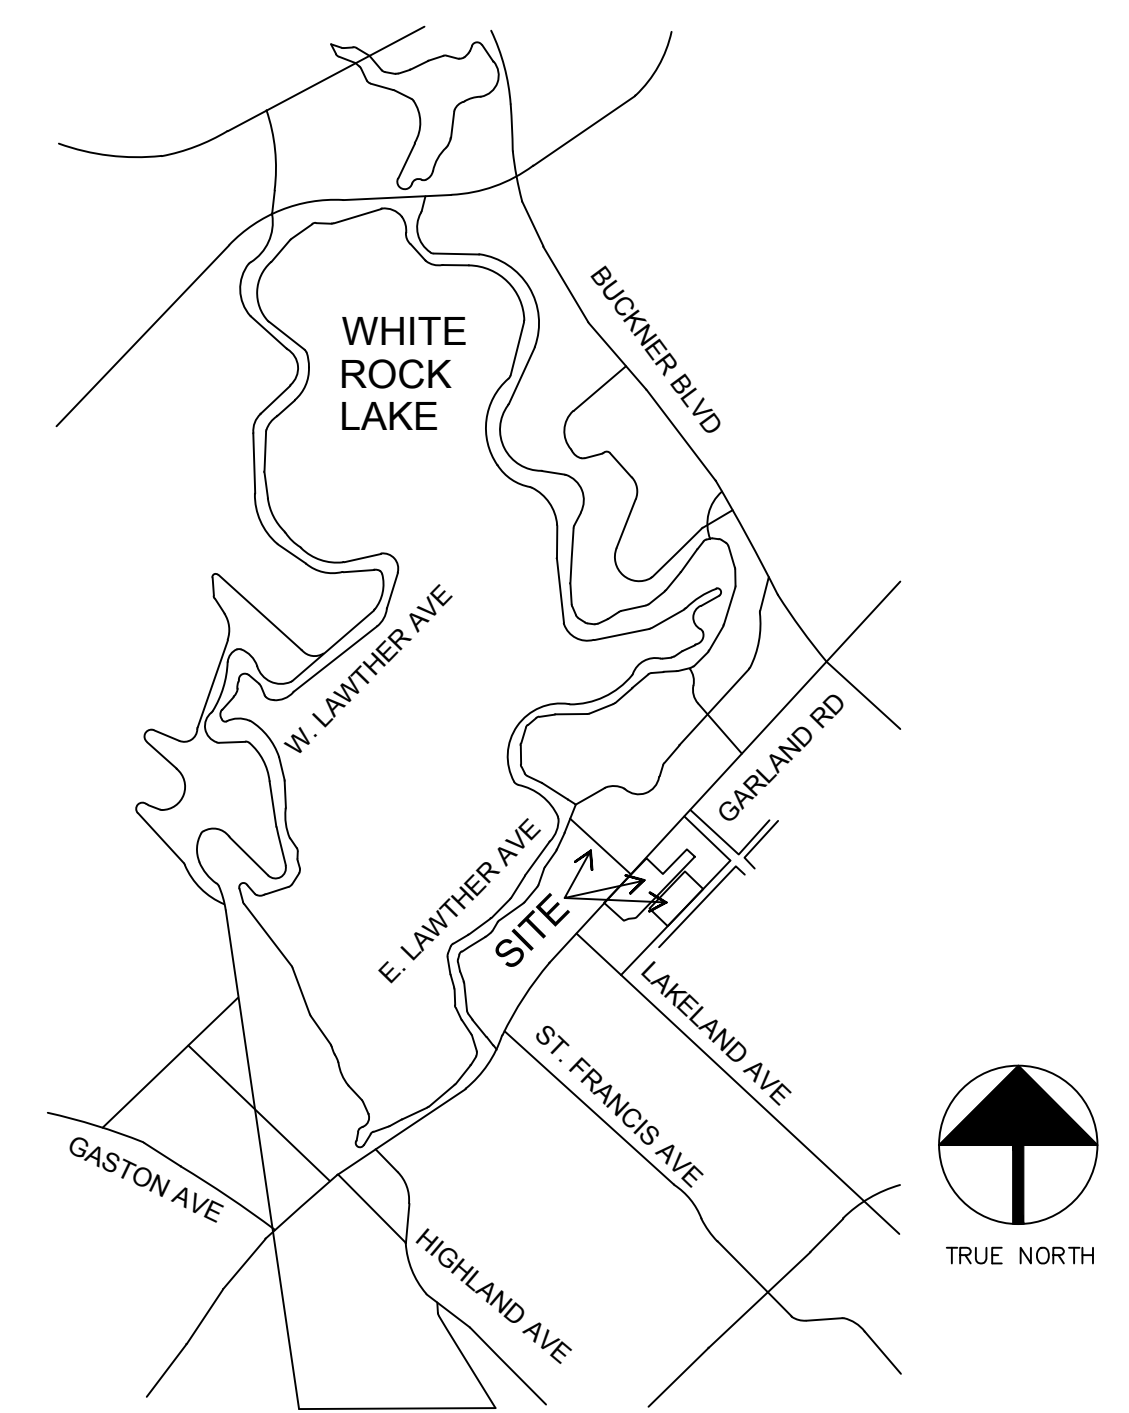 WHITE
ROCK
LAKE
BUCKNER BLVD
W. LAWTHER AVE
GARLAND RD
E. LAWTHER AVE
SITE
LAKELAND AVE
ST. FRANCIS AVE
GASTON AVE
HIGHLAND AVE
TRUE NORTH